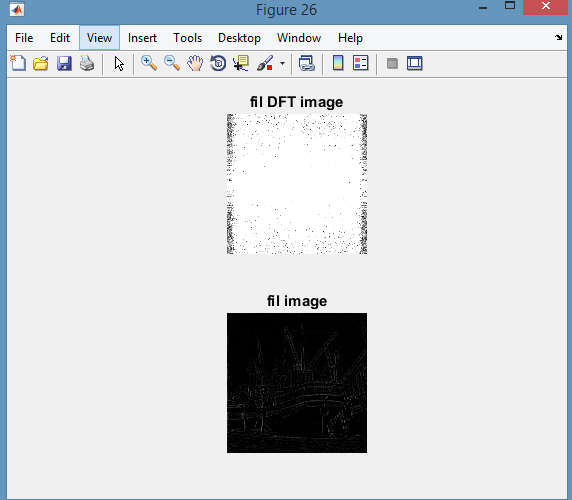 Figure 26
File Edit View Insert Tools Desktop Window Help
fil DFT image
fil image